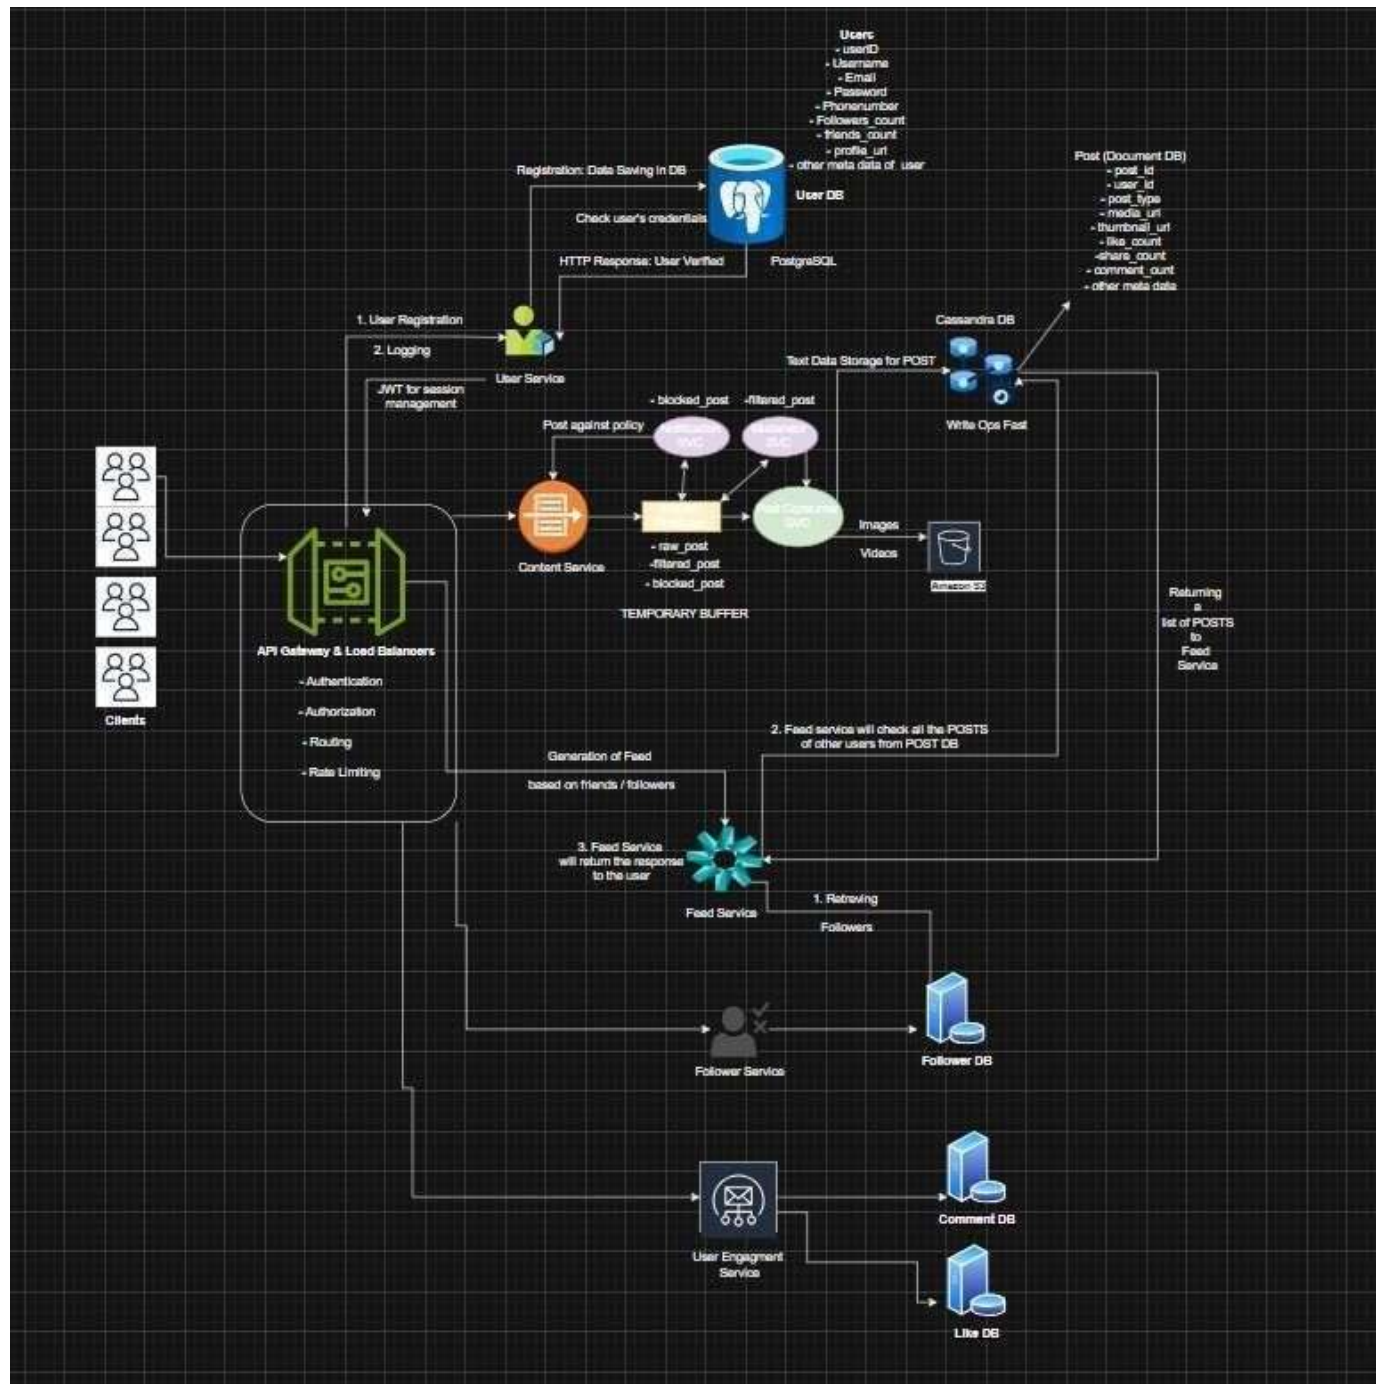 Users
- userID
- Username
- Email
- Password
- Phonenumber
- Followers_count
- friends_count
- profile_url
- other meta data of user
User DB
PostgreSQL
Registration: Data Saving in DB
Check user's credentials
HTTP Response: User Verified
Post (Document DB)
- post_id
- user_id
- post_type
- media_url
- thumbnail_url
- like_count
-share_count
- comment_ount
- other meta data
1. User Registration
2. Logging
User Service
JWT for session
management
Cassandra DB
Text Data Storage for POST
Write Ops Fast
- blocked_post
-filtered_post
Post against policy
SVC
SVC
SVC
Content Service
- raw_post
-filtered_post
- blocked_post
TEMPORARY BUFFER
Images
Videos
Amazon S3
Clients
API Gateway & Load Balancers
- Authentication
- Authorization
- Routing
- Rate Limiting
Returning
a
list of POSTS
to
Feed
Service
2. Feed service will check all the POSTS
of other users from POST DB
Generation of Feed
based on friends / followers
3. Feed Service
will return the response
to the user
Feed Service
1. Retreving
Followers
Follower Service
Follower DB
User Engagment
Service
Comment DB
Like DB